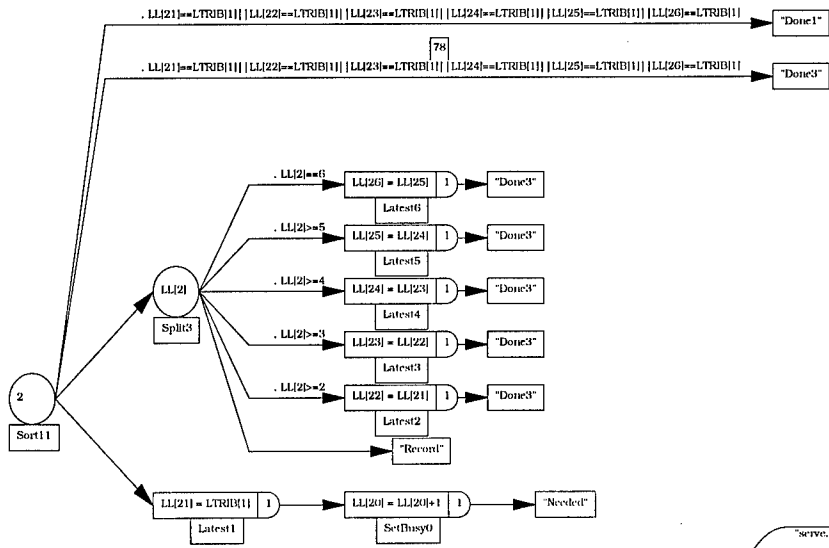 , LL[21]==LTRIB[1]||LL[22]==LTRIB[1]||LL[23]==LTRIB[1]||LL[24]==LTRIB[1]||LL[25]==LTRIB[1]||LL[26]==LTRIB[1]
"Done1"
78
, LL[21]==LTRIB[1]||LL[22]==LTRIB[1]||LL[23]==LTRIB[1]||LL[24]==LTRIB[1]||LL[25]==LTRIB[1]||LL[26]==LTRIB[1]
"Done3"
, LL[2]==6
LL[26] = LL[25]
1
"Done3"
Latest6
, LL[2]>=5
LL[25] = LL[24]
1
"Done3"
Latest5
LL[2]
Split3
, LL[2]>=4
LL[24] = LL[23]
1
"Done3"
Latest4
, LL[2]>=3
LL[23] = LL[22]
1
"Done3"
Latest3
, LL[2]>=2
LL[22] = LL[21]
1
"Done3"
Latest2
2
Sort11
"Record"
LL[21] = LTRIB[1]
1
Latest1
LL[20] = LL[20]+1
1
SetBusy0
"Needed"
"serve.